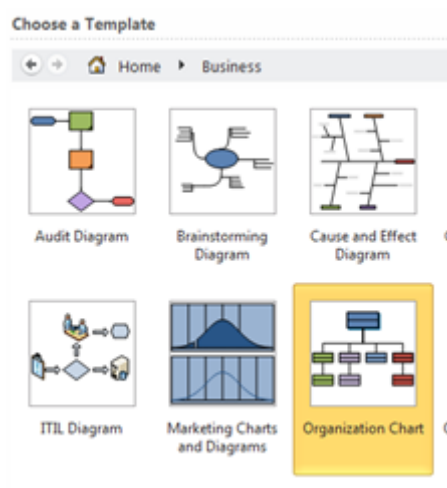 Choose a Template
Home
Business
Audit Diagram
Brainstorming
Diagram
Cause and Effect
Diagram
ITIL Diagram
Marketing Charts
and Diagrams
Organization Chart